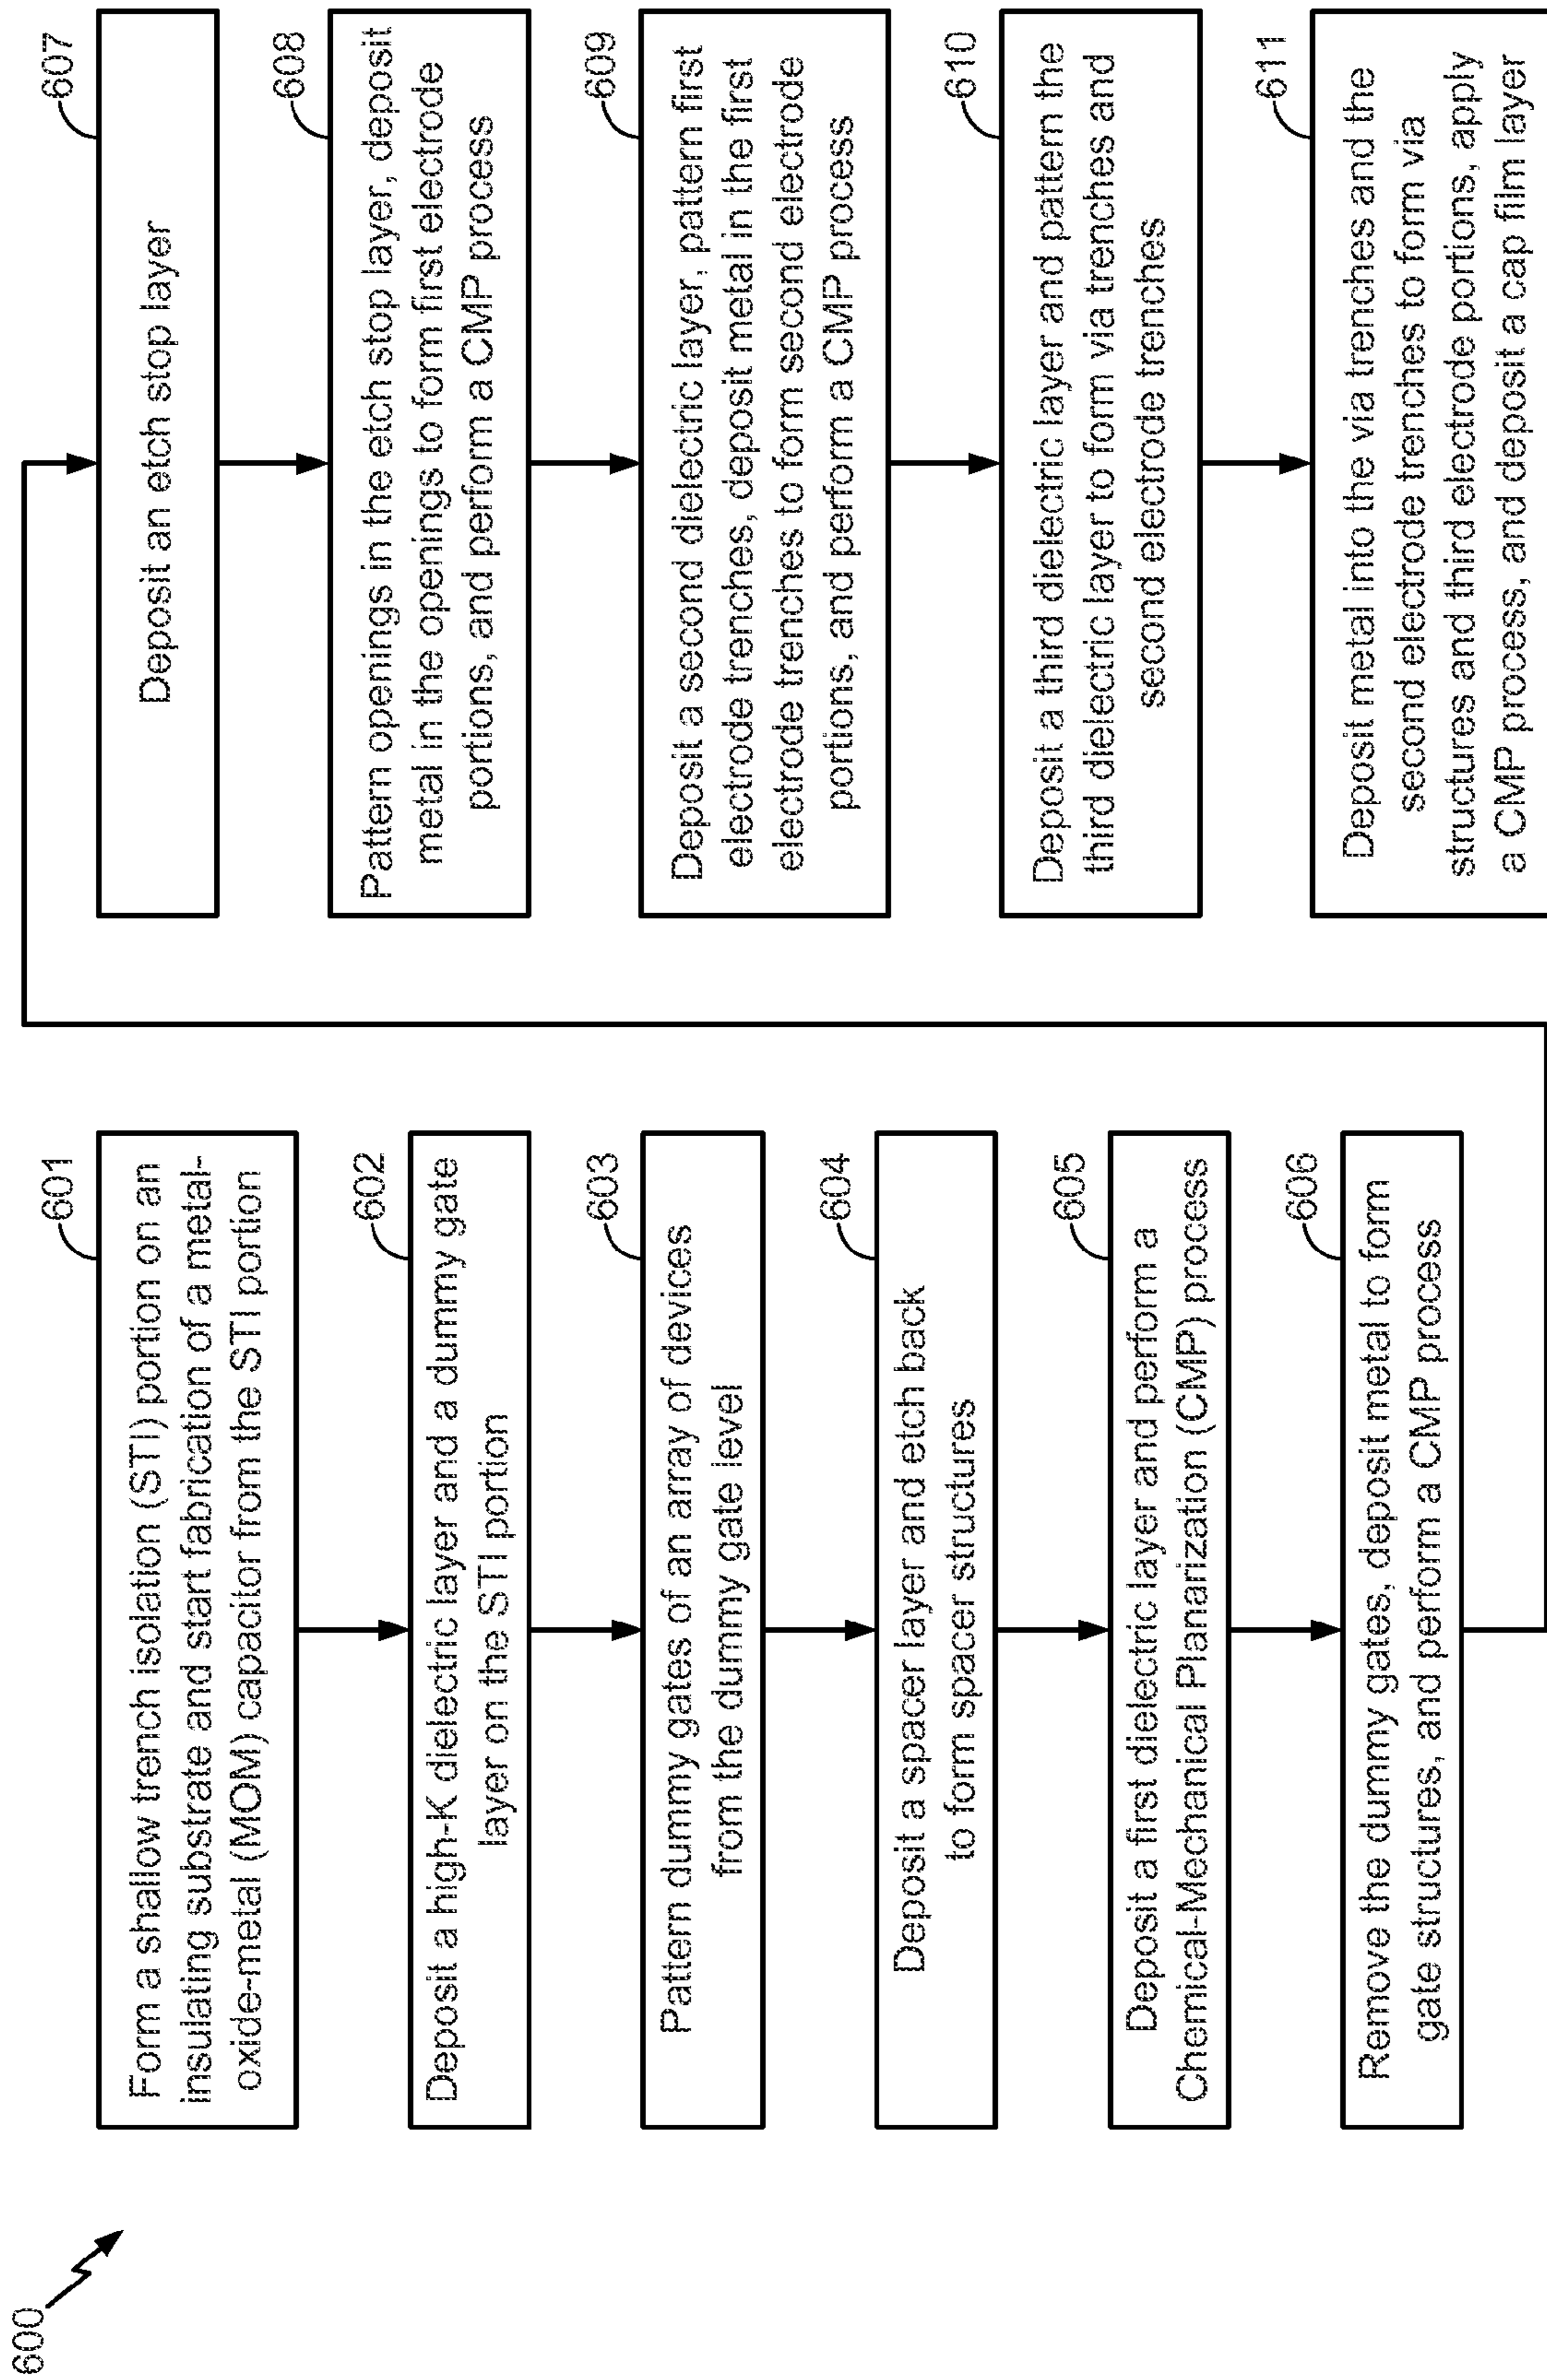 600
601
Form a shallow trench isolation (STI) portion on an
insulating substrate and start fabrication of a metal-
oxide-metal (MOM) capacitor from the STI portion
602
Deposit a high-K dielectric layer and a dummy gate
layer on the STI portion
603
Pattern dummy gates of an array of devices
from the dummy gate level
604
Deposit a spacer layer and etch back
to form spacer structures
605
Deposit a first dielectric layer and perform a
Chemical-Mechanical Planarization (CMP) process
606
Remove the dummy gates, deposit metal to form
gate structures, and perform a CMP process
607
Deposit an etch stop layer
608
Pattern openings in the etch stop layer, deposit
metal in the openings to form first electrode
portions, and perform a CMP process
609
Deposit a second dielectric layer, pattern first
electrode trenches, deposit metal in the first
electrode trenches to form second electrode
portions, and perform a CMP process
610
Deposit a third dielectric layer and pattern the
third dielectric layer to form via trenches and
second electrode trenches
611
Deposit metal into the via trenches and the
second electrode trenches to form via
structures and third electrode portions, apply
a CMP process, and deposit a cap film layer